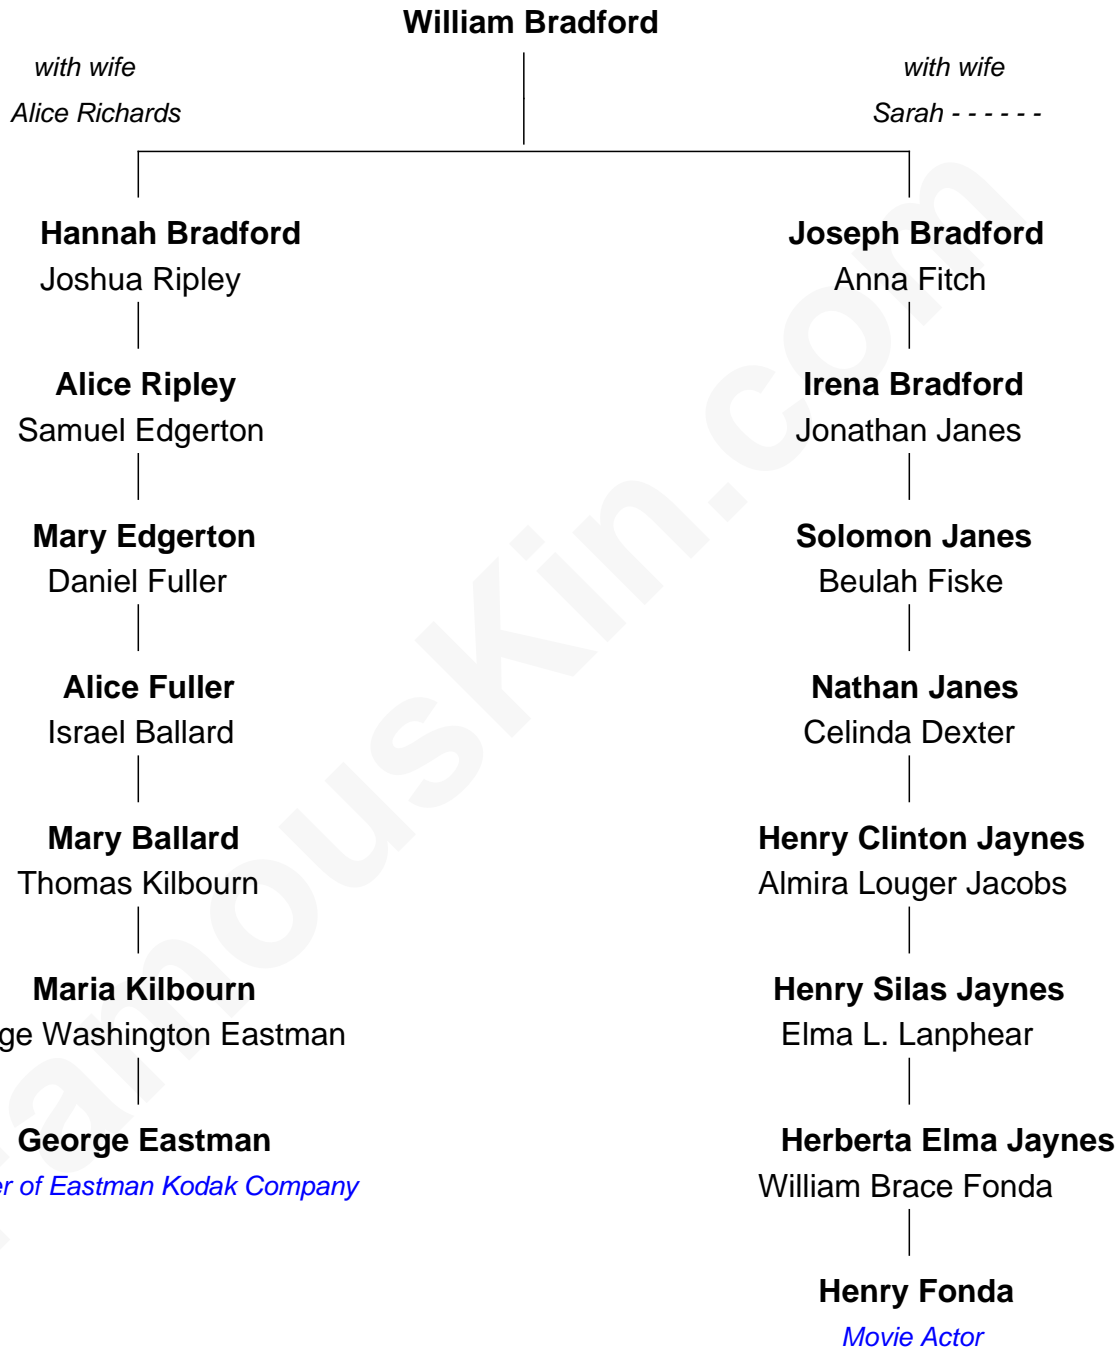 William Bradford
with wife
Alice Richards
with wife
Sarah - - - - - -
Hannah Bradford
Joshua Ripley
Alice Ripley
Samuel Edgerton
Mary Edgerton
Daniel Fuller
Alice Fuller
Israel Ballard
Mary Ballard
Thomas Kilbourn
Maria Kilbourn
ge Washington Eastman
George Eastman
er of Eastman Kodak Company
Joseph Bradford
Anna Fitch
Irena Bradford
Jonathan Janes
Solomon Janes
Beulah Fiske
Nathan Janes
Celinda Dexter
Henry Clinton Jaynes
Almira Louger Jacobs
Henry Silas Jaynes
Elma L. Lanphear
Herberta Elma Jaynes
William Brace Fonda
Henry Fonda
Movie Actor
FamousKin.com